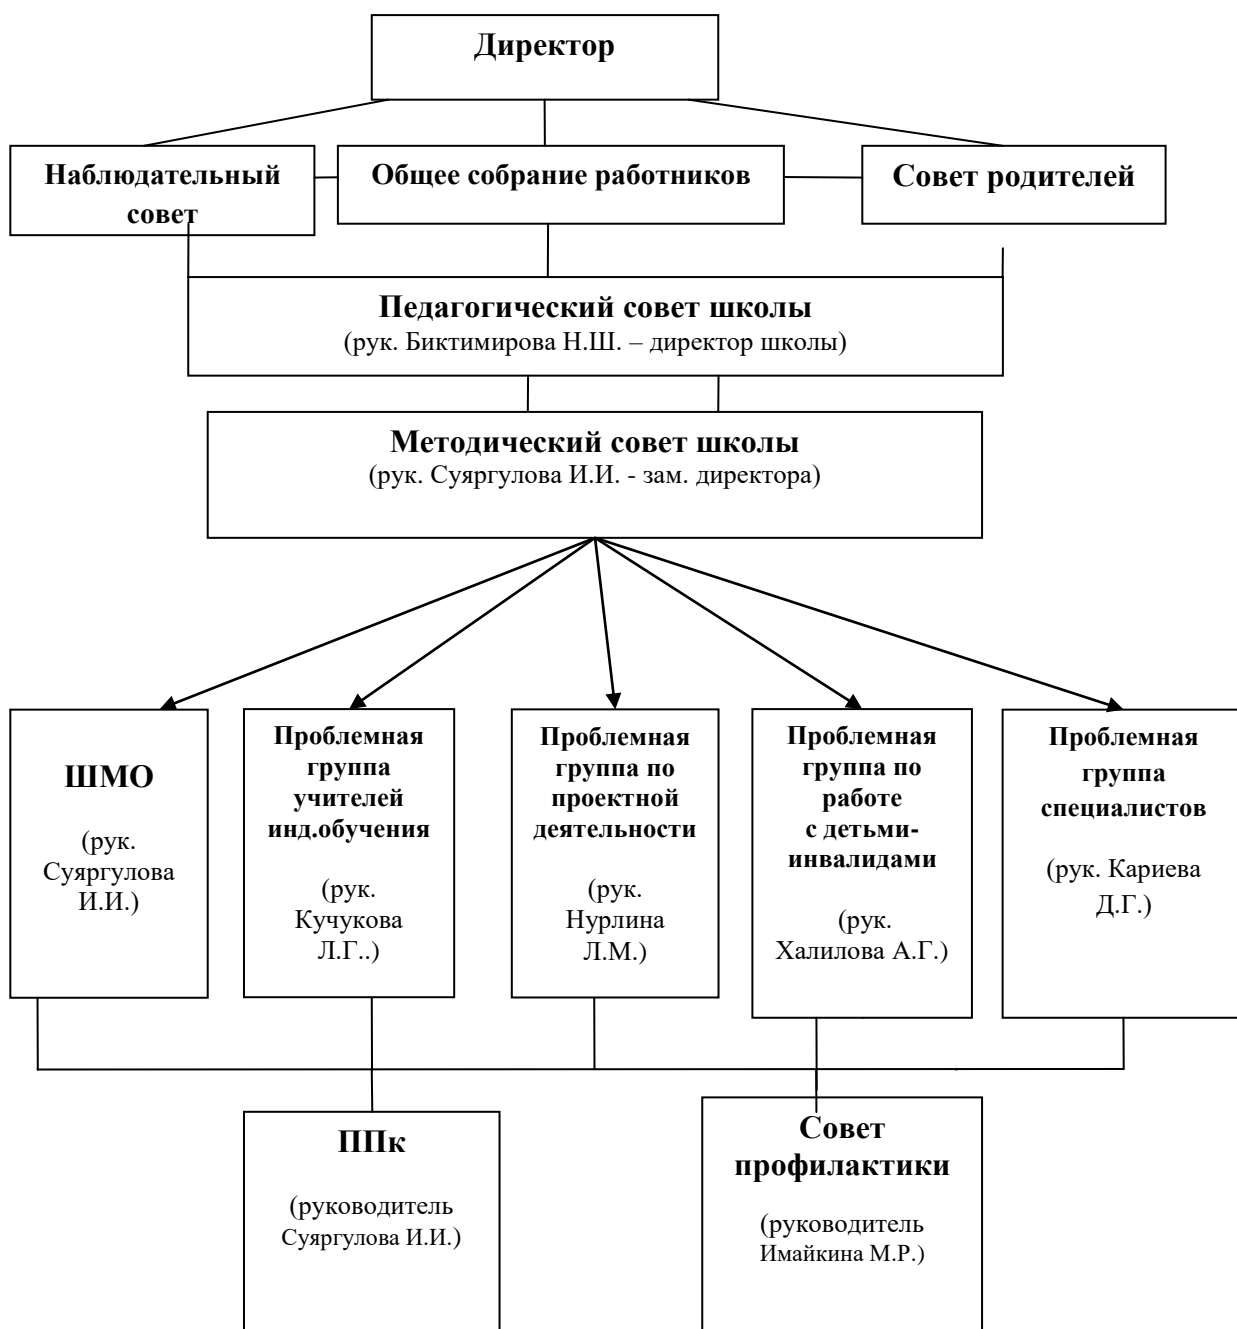 Директор
Наблюдательный
совет
Общее собрание работников
Совет родителей
Педагогический совет школы
(рук. Биктимирова Н.Ш. – директор школы)
Методический совет школы
(рук. Суяргулова И.И. - зам. директора)
ШМО
(рук.
Суяргулова
И.И.)
Проблемная
группа
учителей
инд.обучения
(рук.
Кучукова
Л.Г..)
Проблемная
группа по
проектной
деятельности
(рук.
Нурлина
Л.М.)
Проблемная
группа по
работе
с детьми-
инвалидами
(рук.
Халилова А.Г.)
Проблемная
группа
специалистов
(рук. Кариева
Д.Г.)
ППк
(руководитель
Суяргулова И.И.)
Совет
профилактики
(руководитель
Имайкина М.Р.)